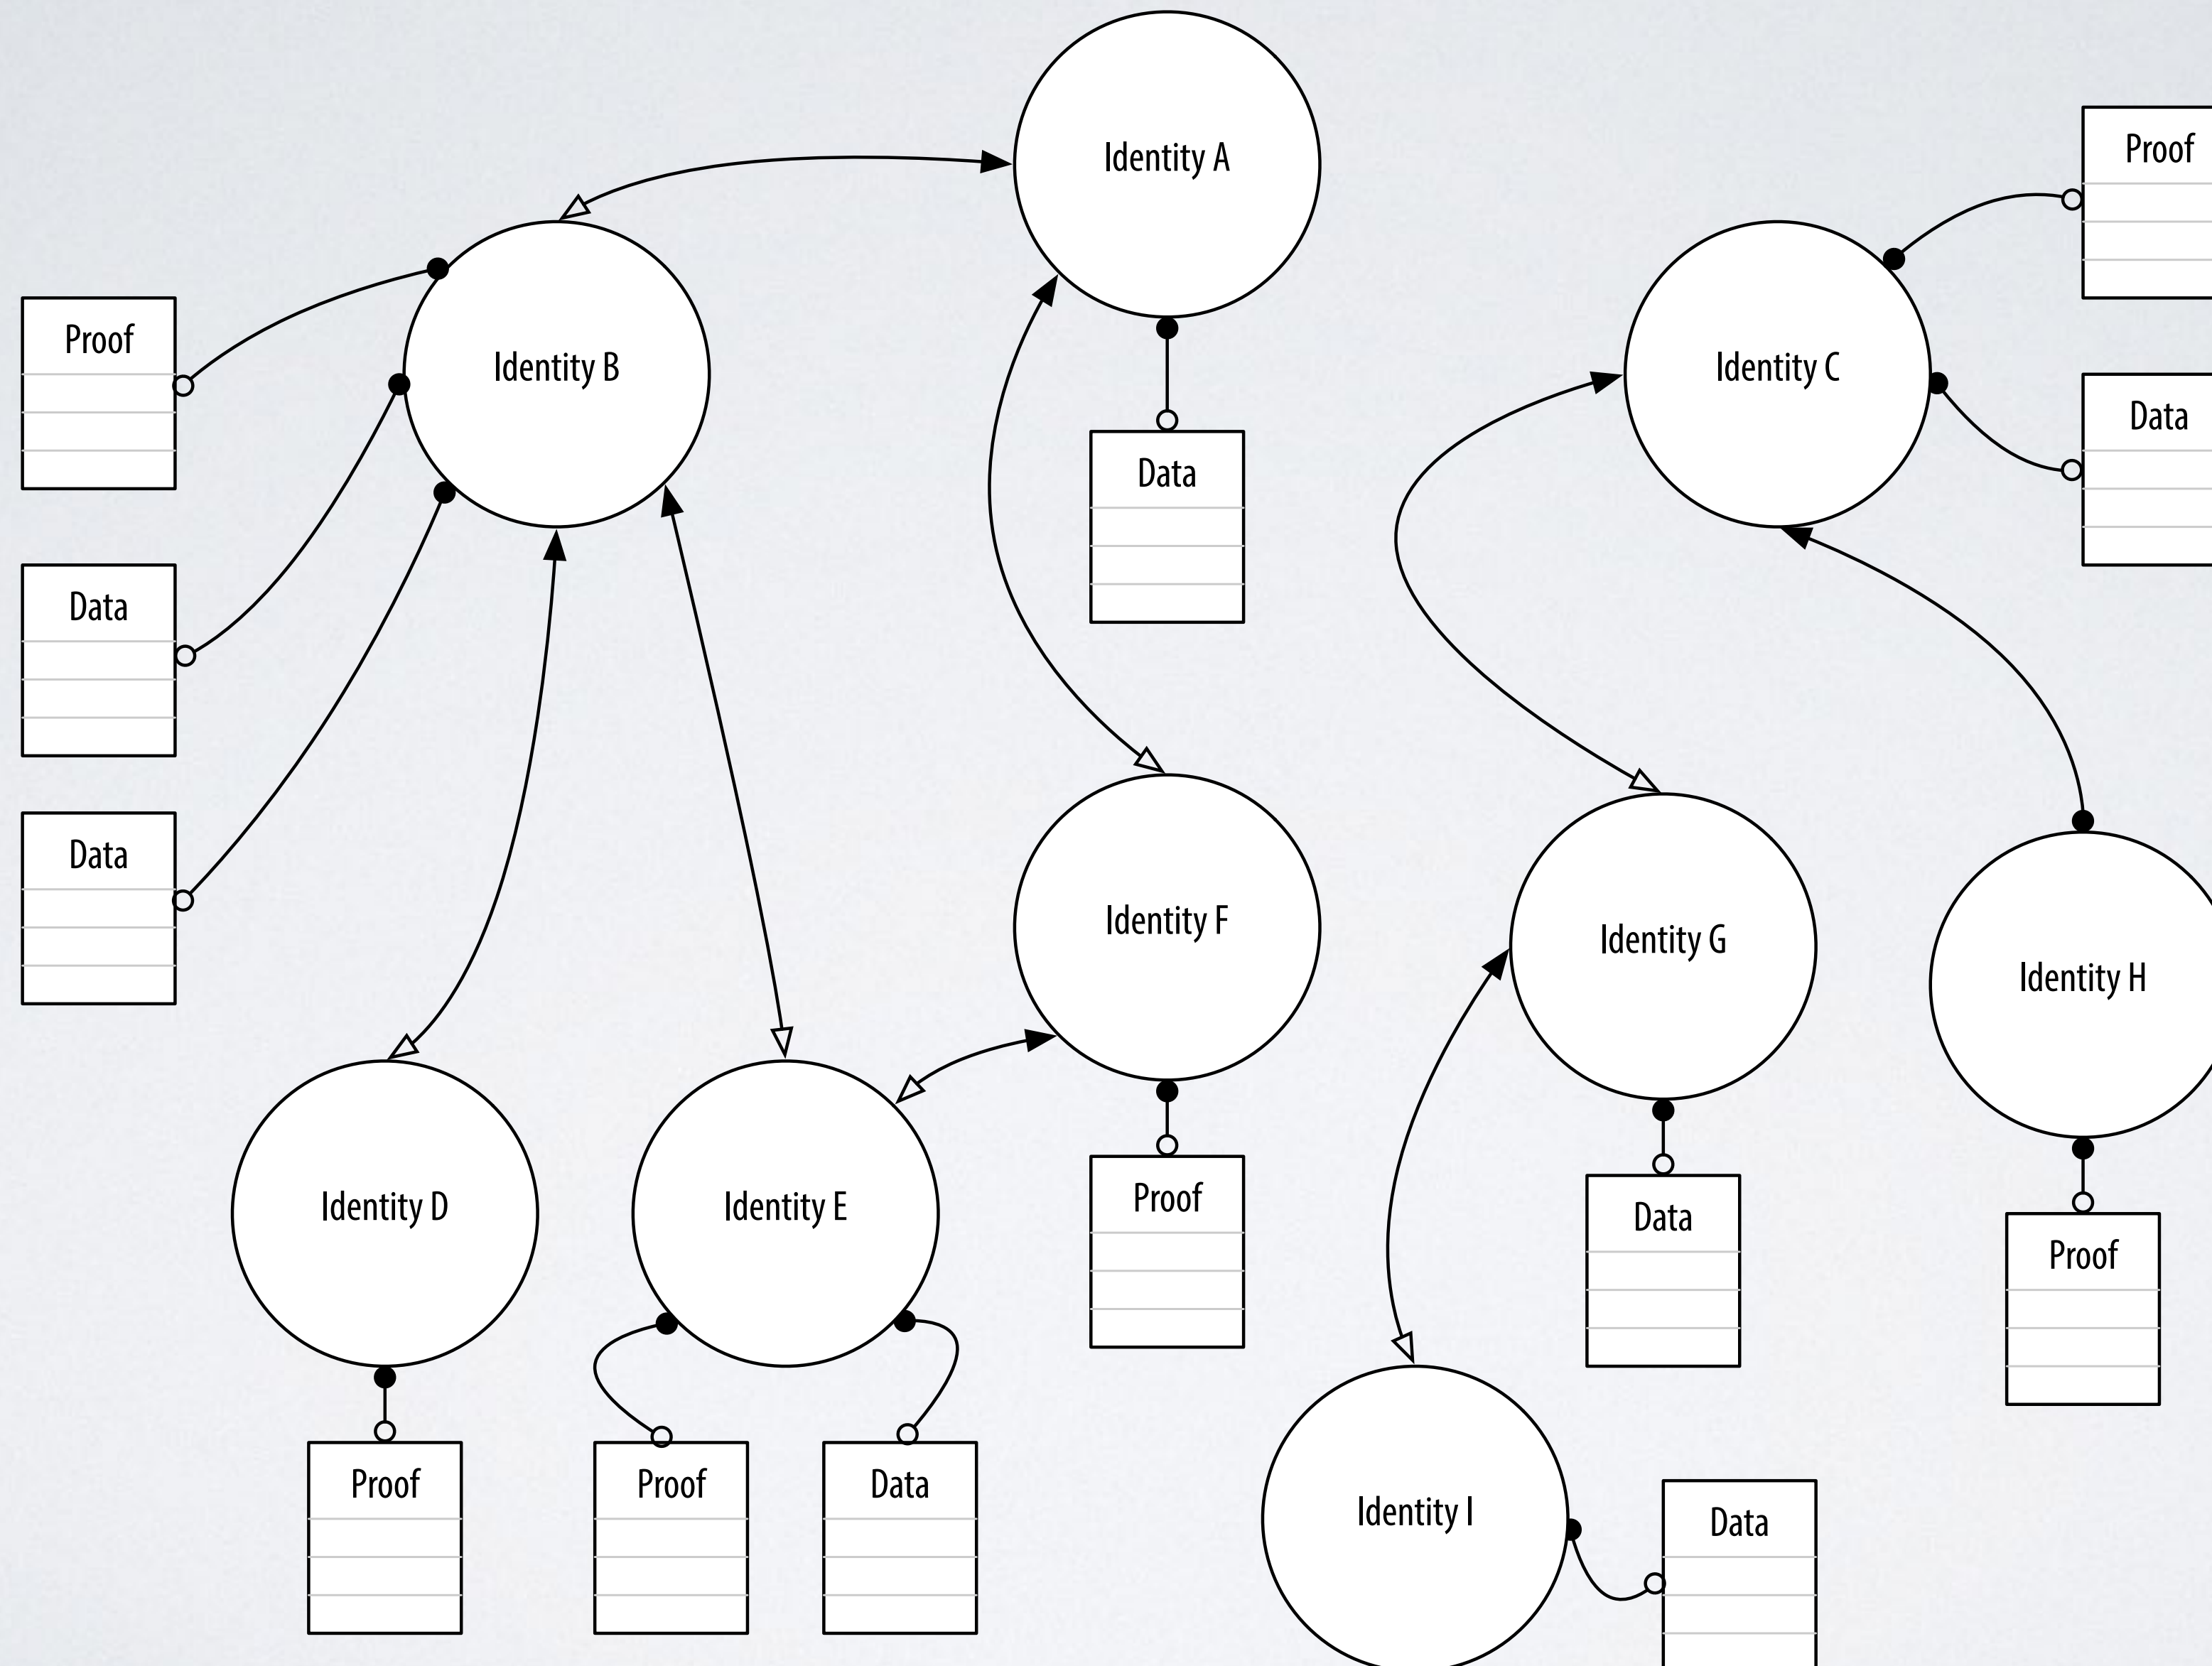 Identity A
Proof
Identity B
Identity C
Proof
Data
Data
Data
Data
Identity F
Identity G
Identity H
Identity D
Identity E
Proof
Data
Proof
Proof
Proof
Data
Identity I
Data